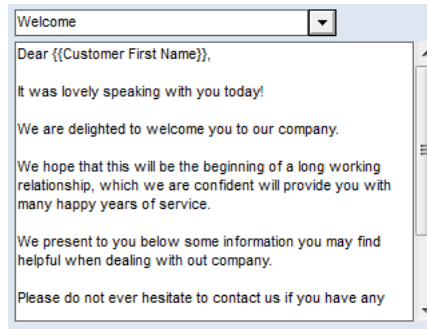 Welcome
Dear {{Customer First Name}},
It was lovely speaking with you today!
We are delighted to welcome you to our company.
We hope that this will be the beginning of a long working
relationship, which we are confident will provide you with
many happy years of service.
We present to you below some information you may find
helpful when dealing with out company.
Please do not ever hesitate to contact us if you have any